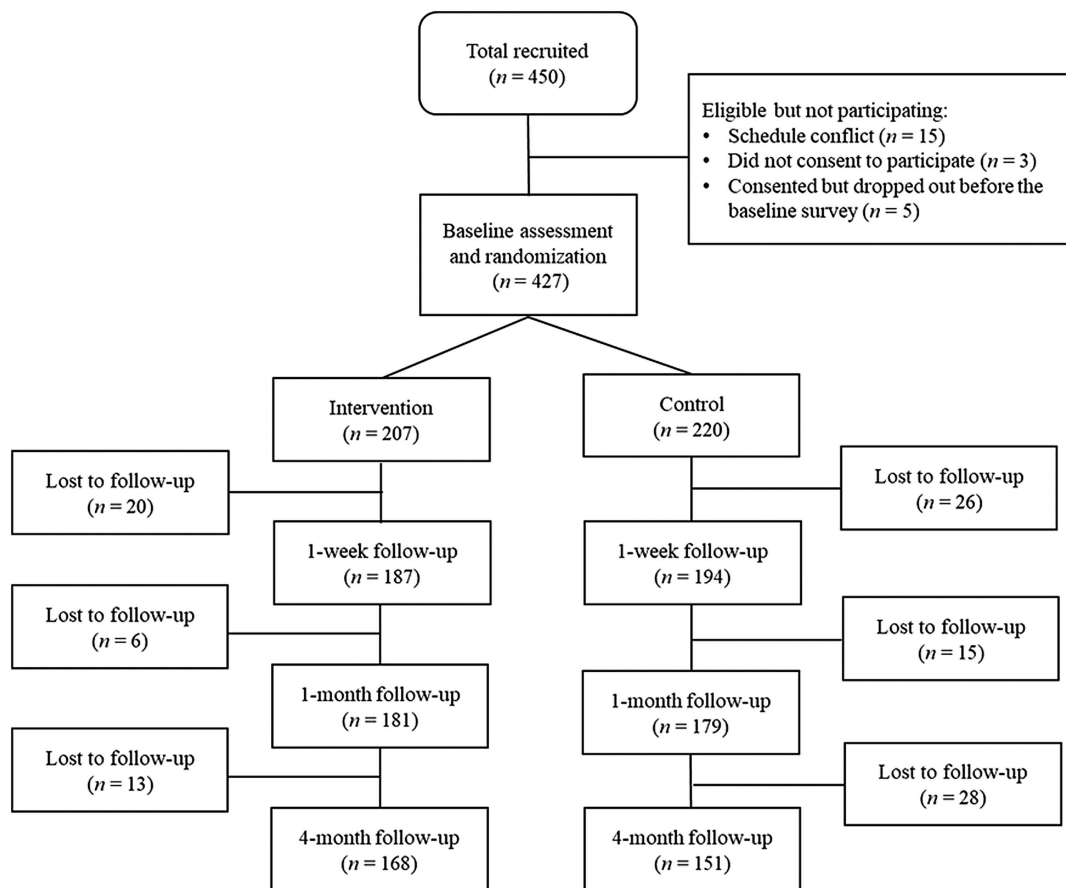 Total recruited
(n = 450)
Eligible but not participating:
• Schedule conflict (n = 15)
• Did not consent to participate (n = 3)
• Consented but dropped out before the
baseline survey (n = 5)
Baseline assessment
and randomization
(n = 427)
Intervention
(n = 207)
Control
(n = 220)
Lost to follow-up
(n = 20)
Lost to follow-up
(n = 26)
1-week follow-up
(n = 187)
1-week follow-up
(n = 194)
Lost to follow-up
(n = 6)
Lost to follow-up
(n = 15)
1-month follow-up
(n = 181)
1-month follow-up
(n = 179)
Lost to follow-up
(n = 13)
Lost to follow-up
(n = 28)
4-month follow-up
(n = 168)
4-month follow-up
(n = 151)